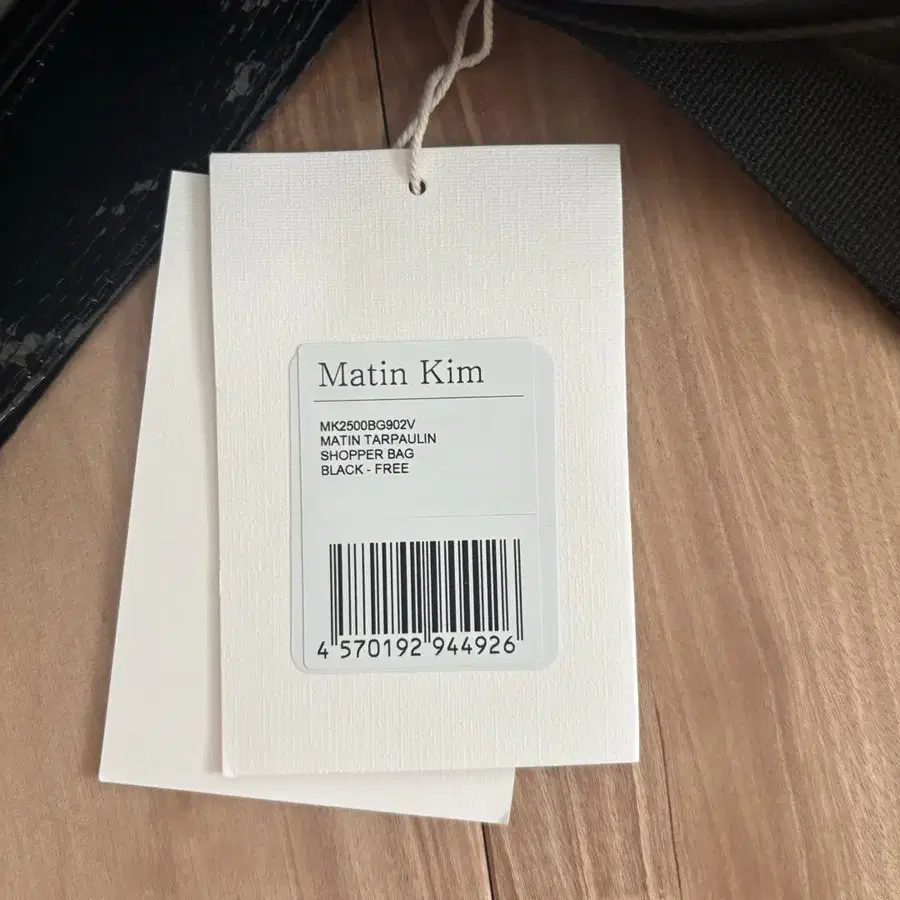 Matin Kim
MK2500BG902V
MATIN TARPAULIN
SHOPPER BAG
BLACK - FREE
4 570192 944926